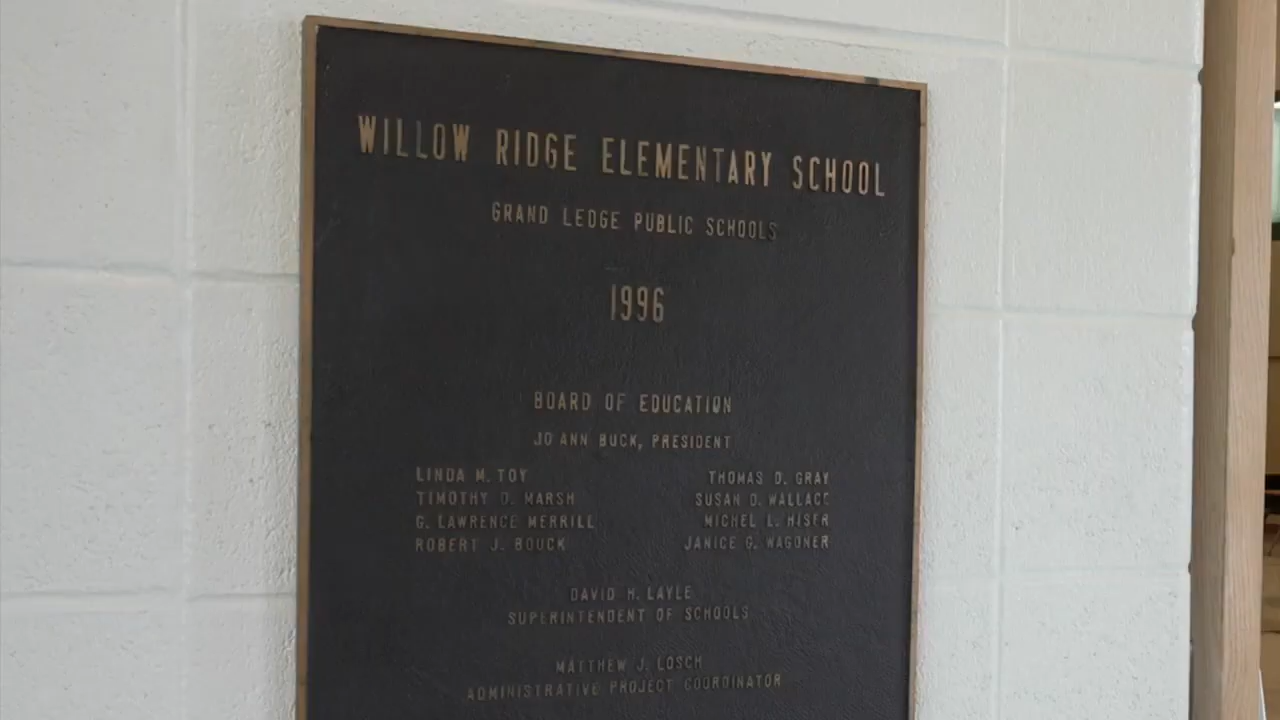 WILLOW RIDGE ELEMENTARY SCHOOL
GRAND LEDGE PUBLIC SCHOOLS
1996
BOARD OF EDUCATION
JO ANN BUCK, PRESIDENT
LINDA M. TOY THOMAS D. GRAY
TIMOTHY D. MARSH SUSAN D. WALLACE
G. LAWRENCE MERRILL MICHEL L. HISER
ROBERT J. BOUCK JANICE G. WAGONER
DAVID H. LAYLE
SUPERINTENDENT OF SCHOOLS
MATTHEW J. LOSCH
ADMINISTRATIVE PROJECT COORDINATOR